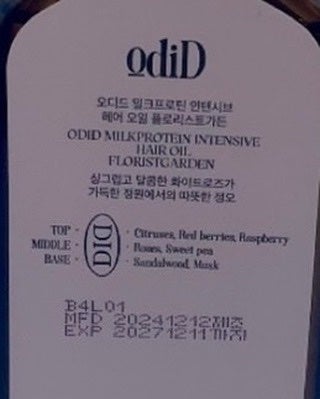 odiD
오디드 밀크프로틴 인텐시브
헤어 오일 플로리스트가든
ODID MILKPROTEIN INTENSIVE
HAIR OIL
FLORISTGARDEN
싱그럽고 달콤한 화이트로즈가
가득한 정원에서의 따뜻한 정오
TOP · DID · Citruses, Red berries, Raspberry
MIDDLE · · Roses, Sweet pea
BASE · · Sandalwood, Musk
B4L01
MFD 20241212제조
EXP 20271211까지